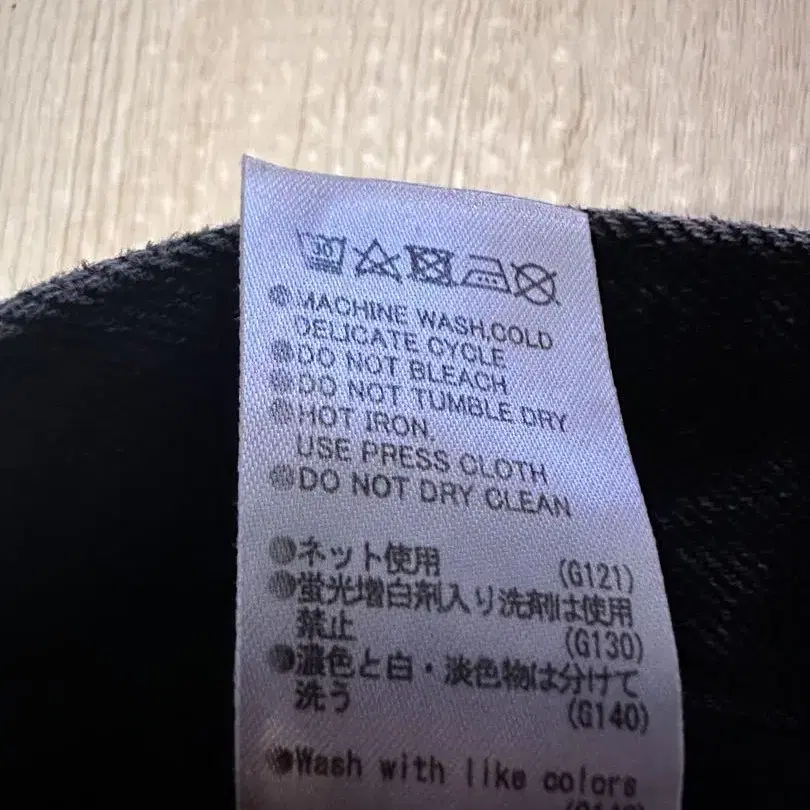 ●MACHINE WASH,COLD
DELICATE CYCLE
●DO NOT BLEACH
●DO NOT TUMBLE DRY
●HOT IRON.
USE PRESS CLOTH
●DO NOT DRY CLEAN
●ネット使用 (G121)
●蛍光増白剤入り洗剤は使用
禁止 (G130)
●濃色と白・淡色物は分けて
洗う (G140)
●Wash with like colors